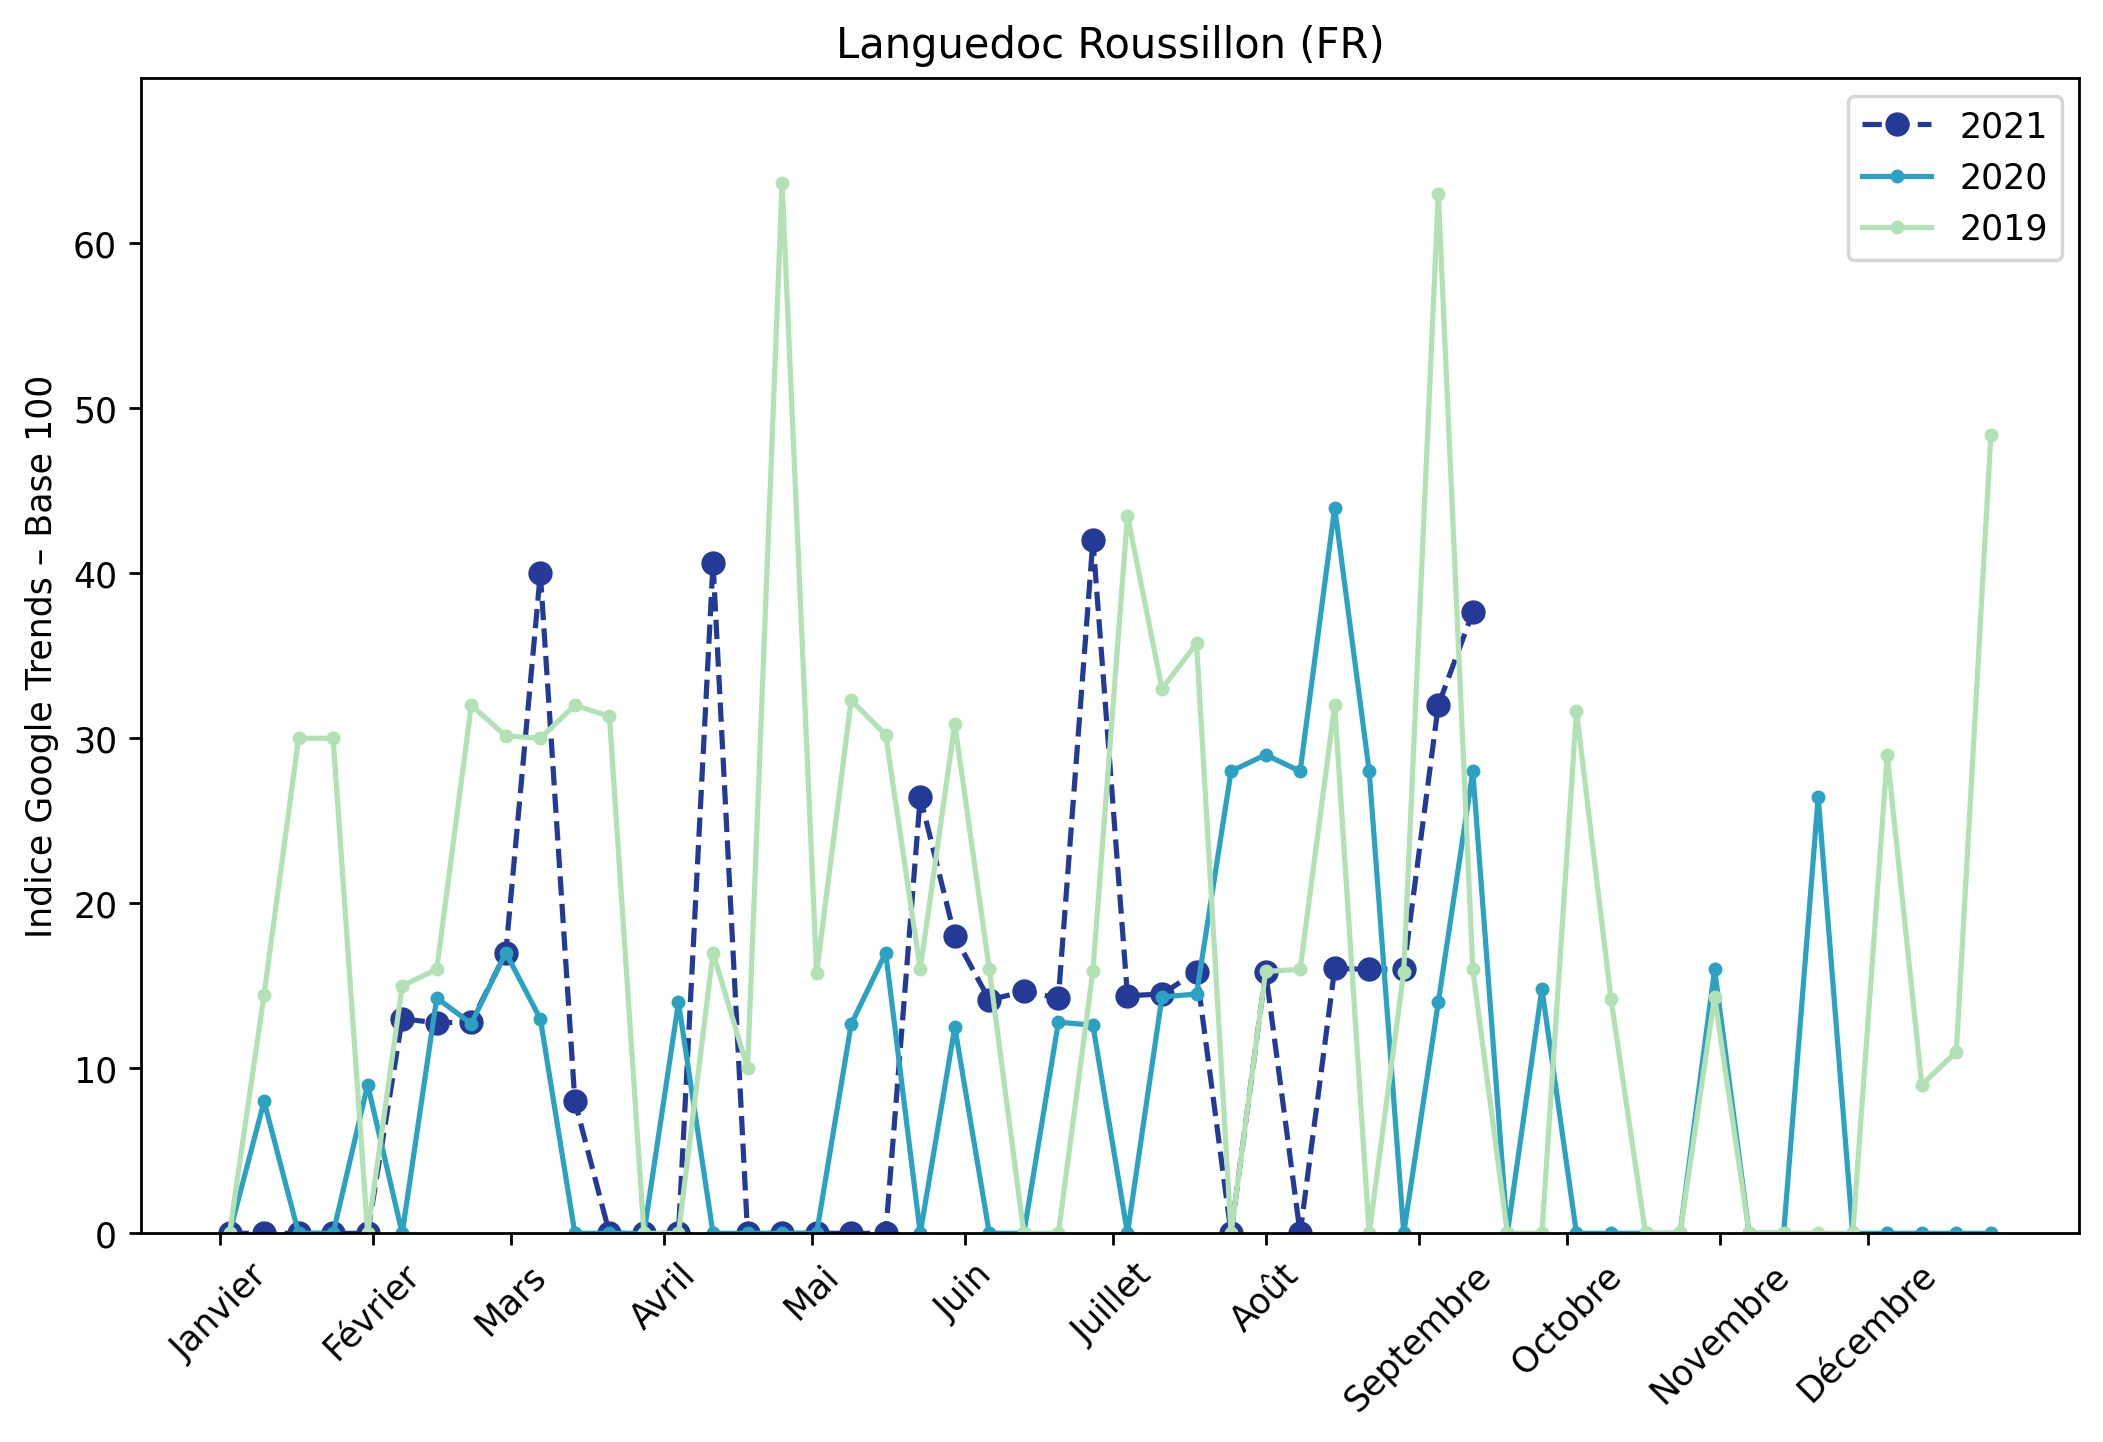 Languedoc Roussillon (FR)
2021
2020
2019
Indice Google Trends – Base 100
60
50
40
30
20
10
0
Janvier
Février
Mars
Avril
Mai
Juin
Juillet
Août
Septembre
Octobre
Novembre
Décembre